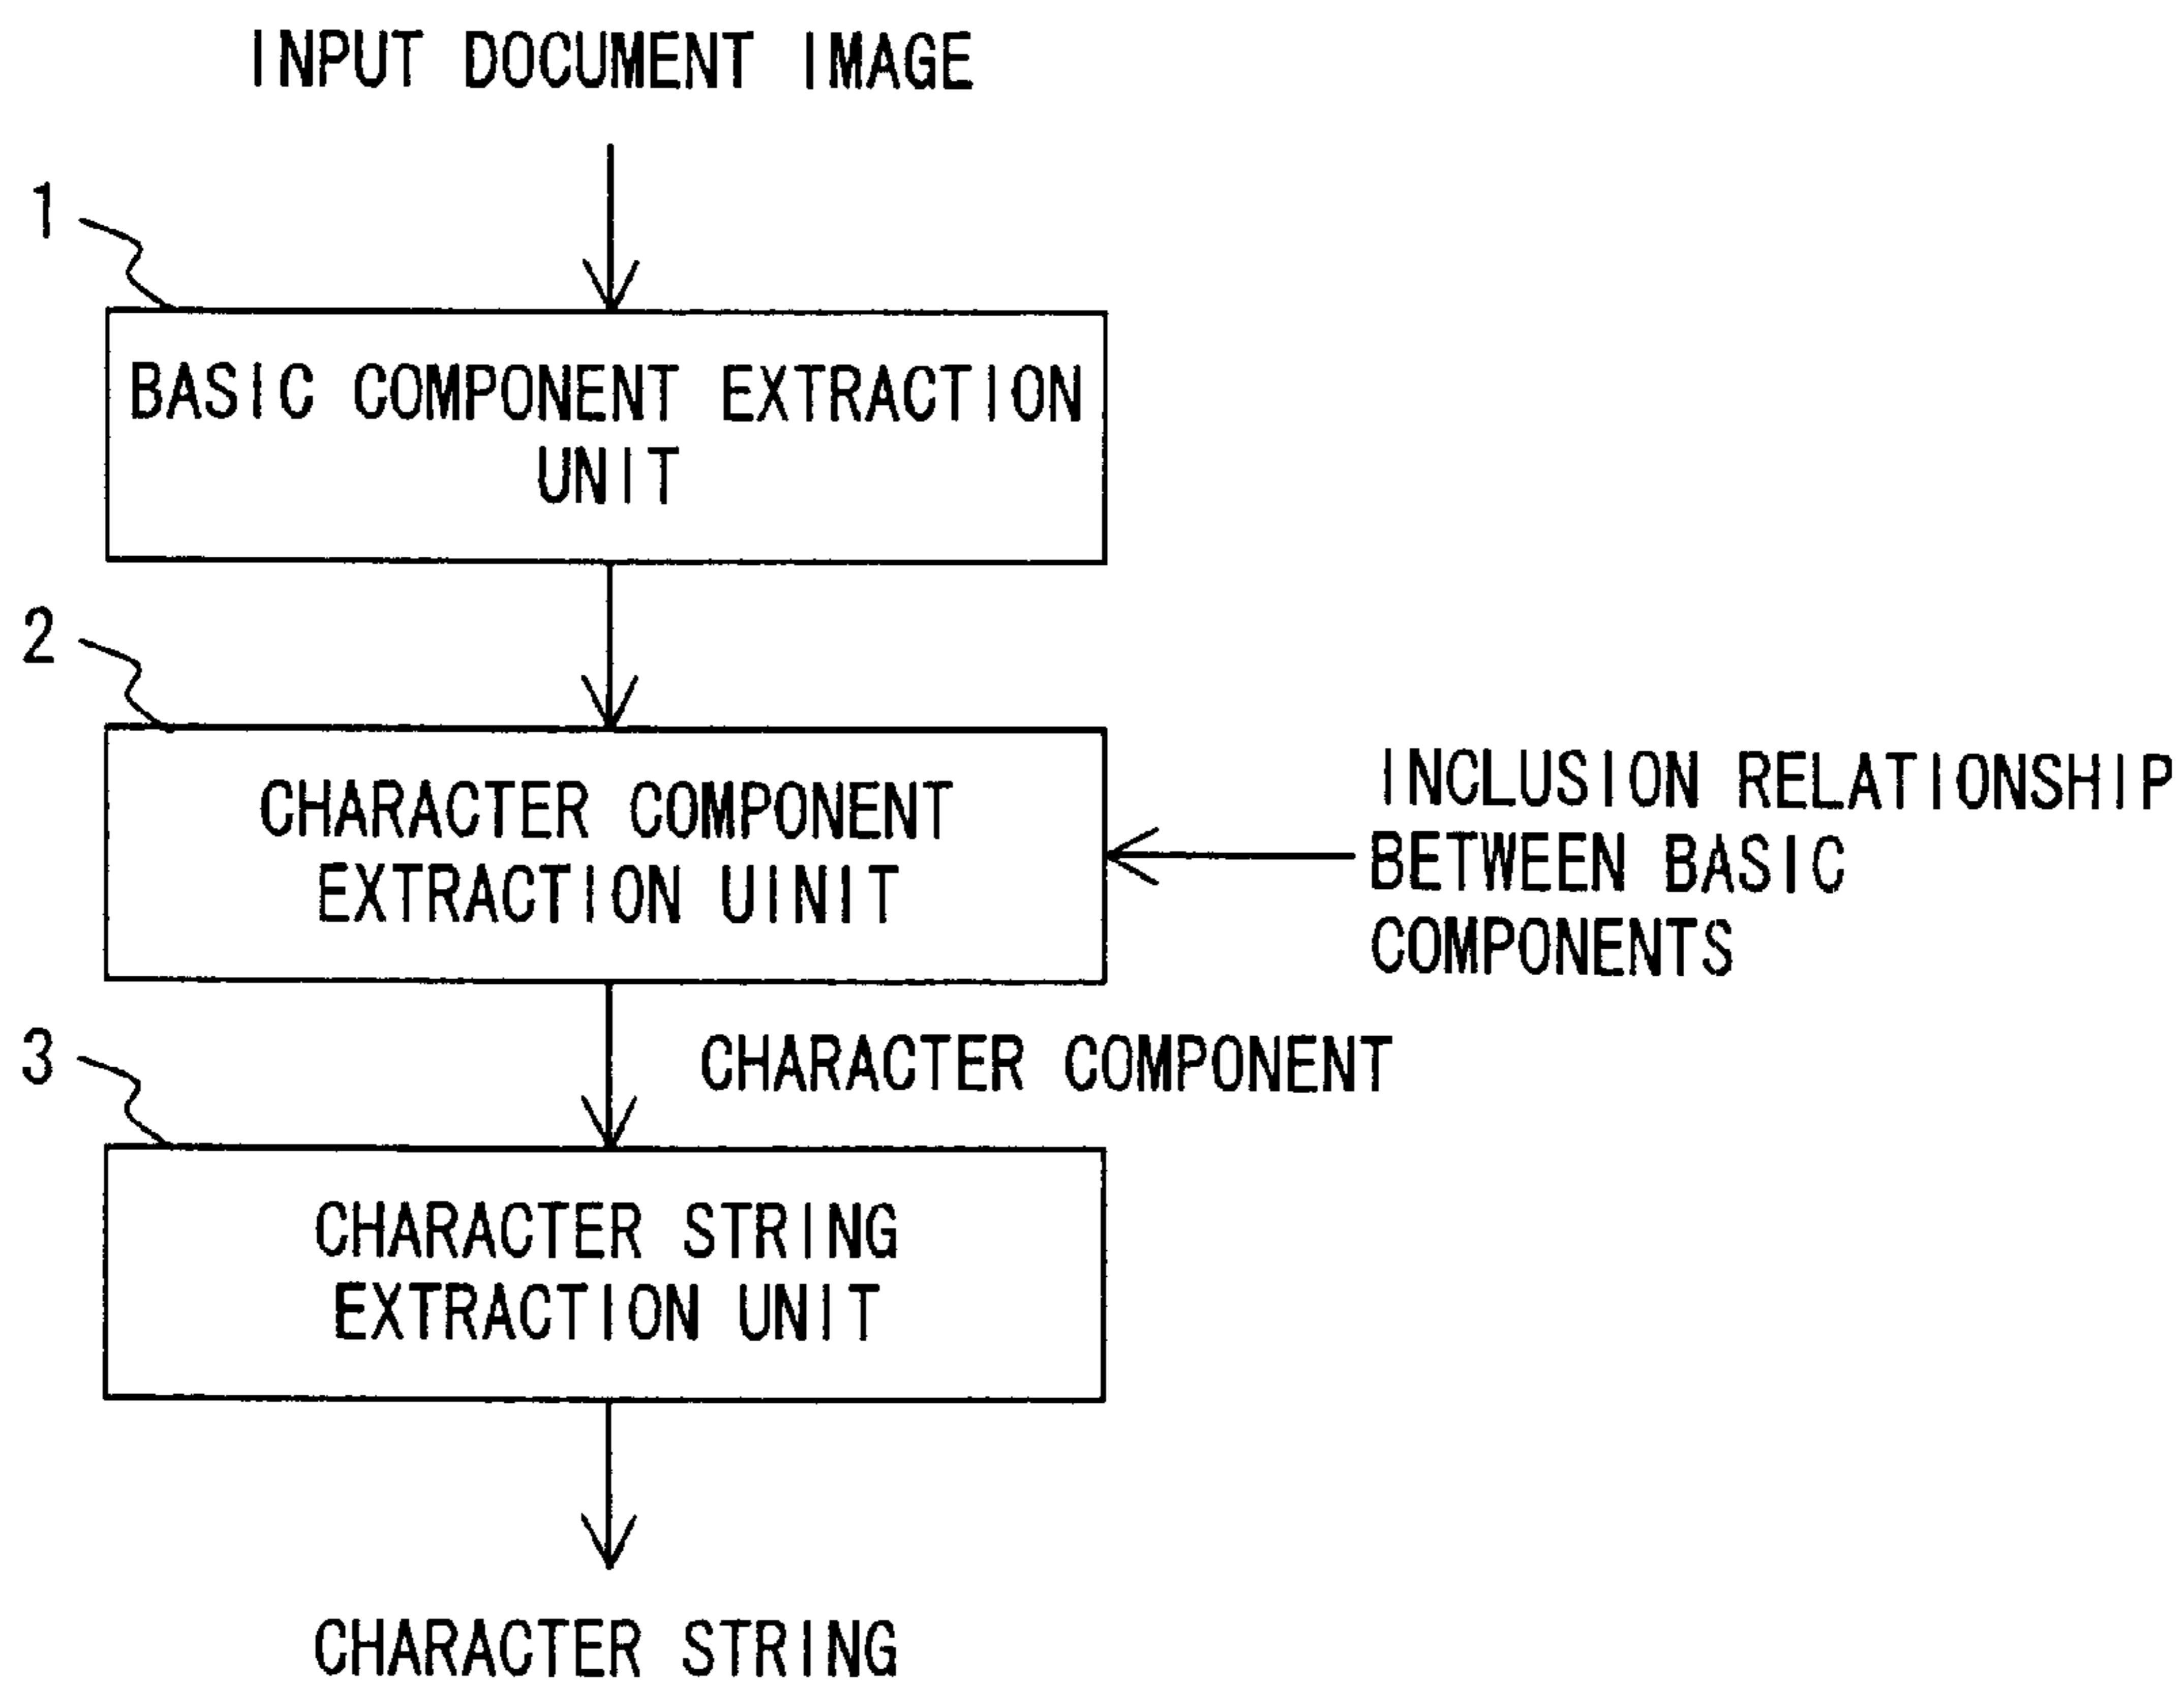 INPUT DOCUMENT IMAGE
1
BASIC COMPONENT EXTRACTION
UNIT
2
CHARACTER COMPONENT
EXTRACTION UINIT
INCLUSION RELATIONSHIP
BETWEEN BASIC
COMPONENTS
CHARACTER COMPONENT
3
CHARACTER STRING
EXTRACTION UNIT
CHARACTER STRING